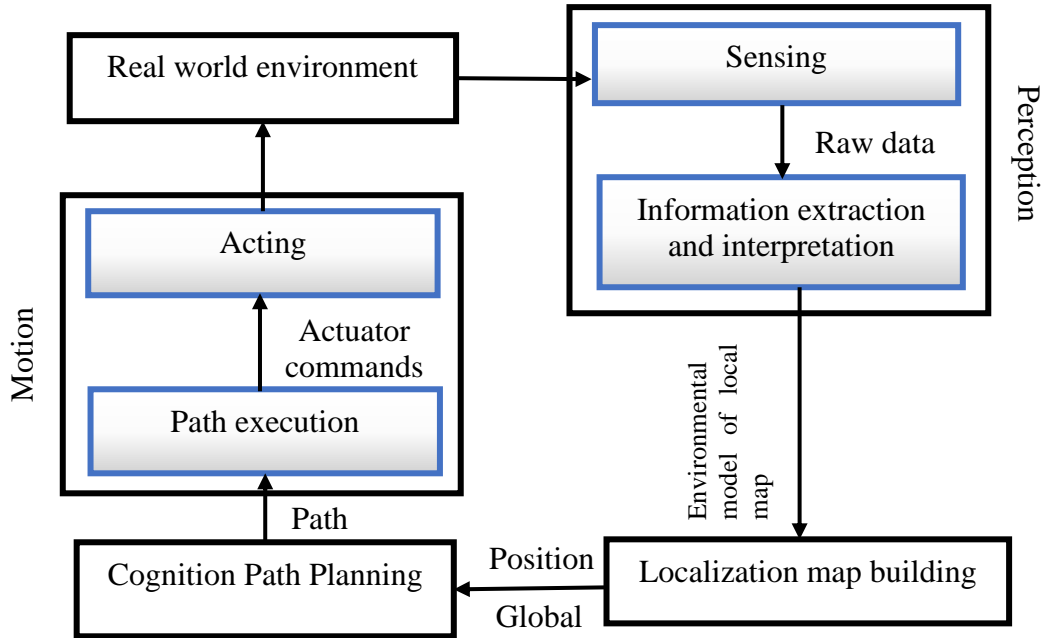 Real world environment
Sensing
Perception
Raw data
Information extraction
and interpretation
Acting
Motion
Actuator
commands
Path execution
Environmental
model of local
map
Path
Cognition Path Planning
Position
Global
Localization map building